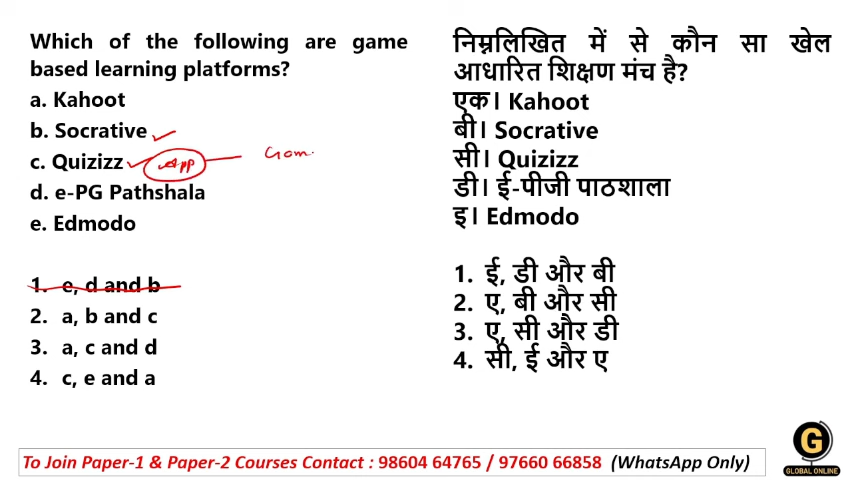 Which of the following are game
based learning platforms?
a. Kahoot
b. Socrative
c. Quizizz App
d. e-PG Pathshala
e. Edmodo
1. e, d and b
2. a, b and c
3. a, c and d
4. c, e and a
निम्नलिखित में से कौन सा खेल
आधारित शिक्षण मंच है?
एक। Kahoot
बी। Socrative
सी। Quizizz
डी। ई-पीजी पाठशाला
इ। Edmodo
1. ई, डी और बी
2. ए, बी और सी
3. ए, सी और डी
4. सी, ई और ए
To Join Paper-1 & Paper-2 Courses Contact : 98604 64765 / 97660 66858 (WhatsApp Only)
G
GLOBAL ONLINE